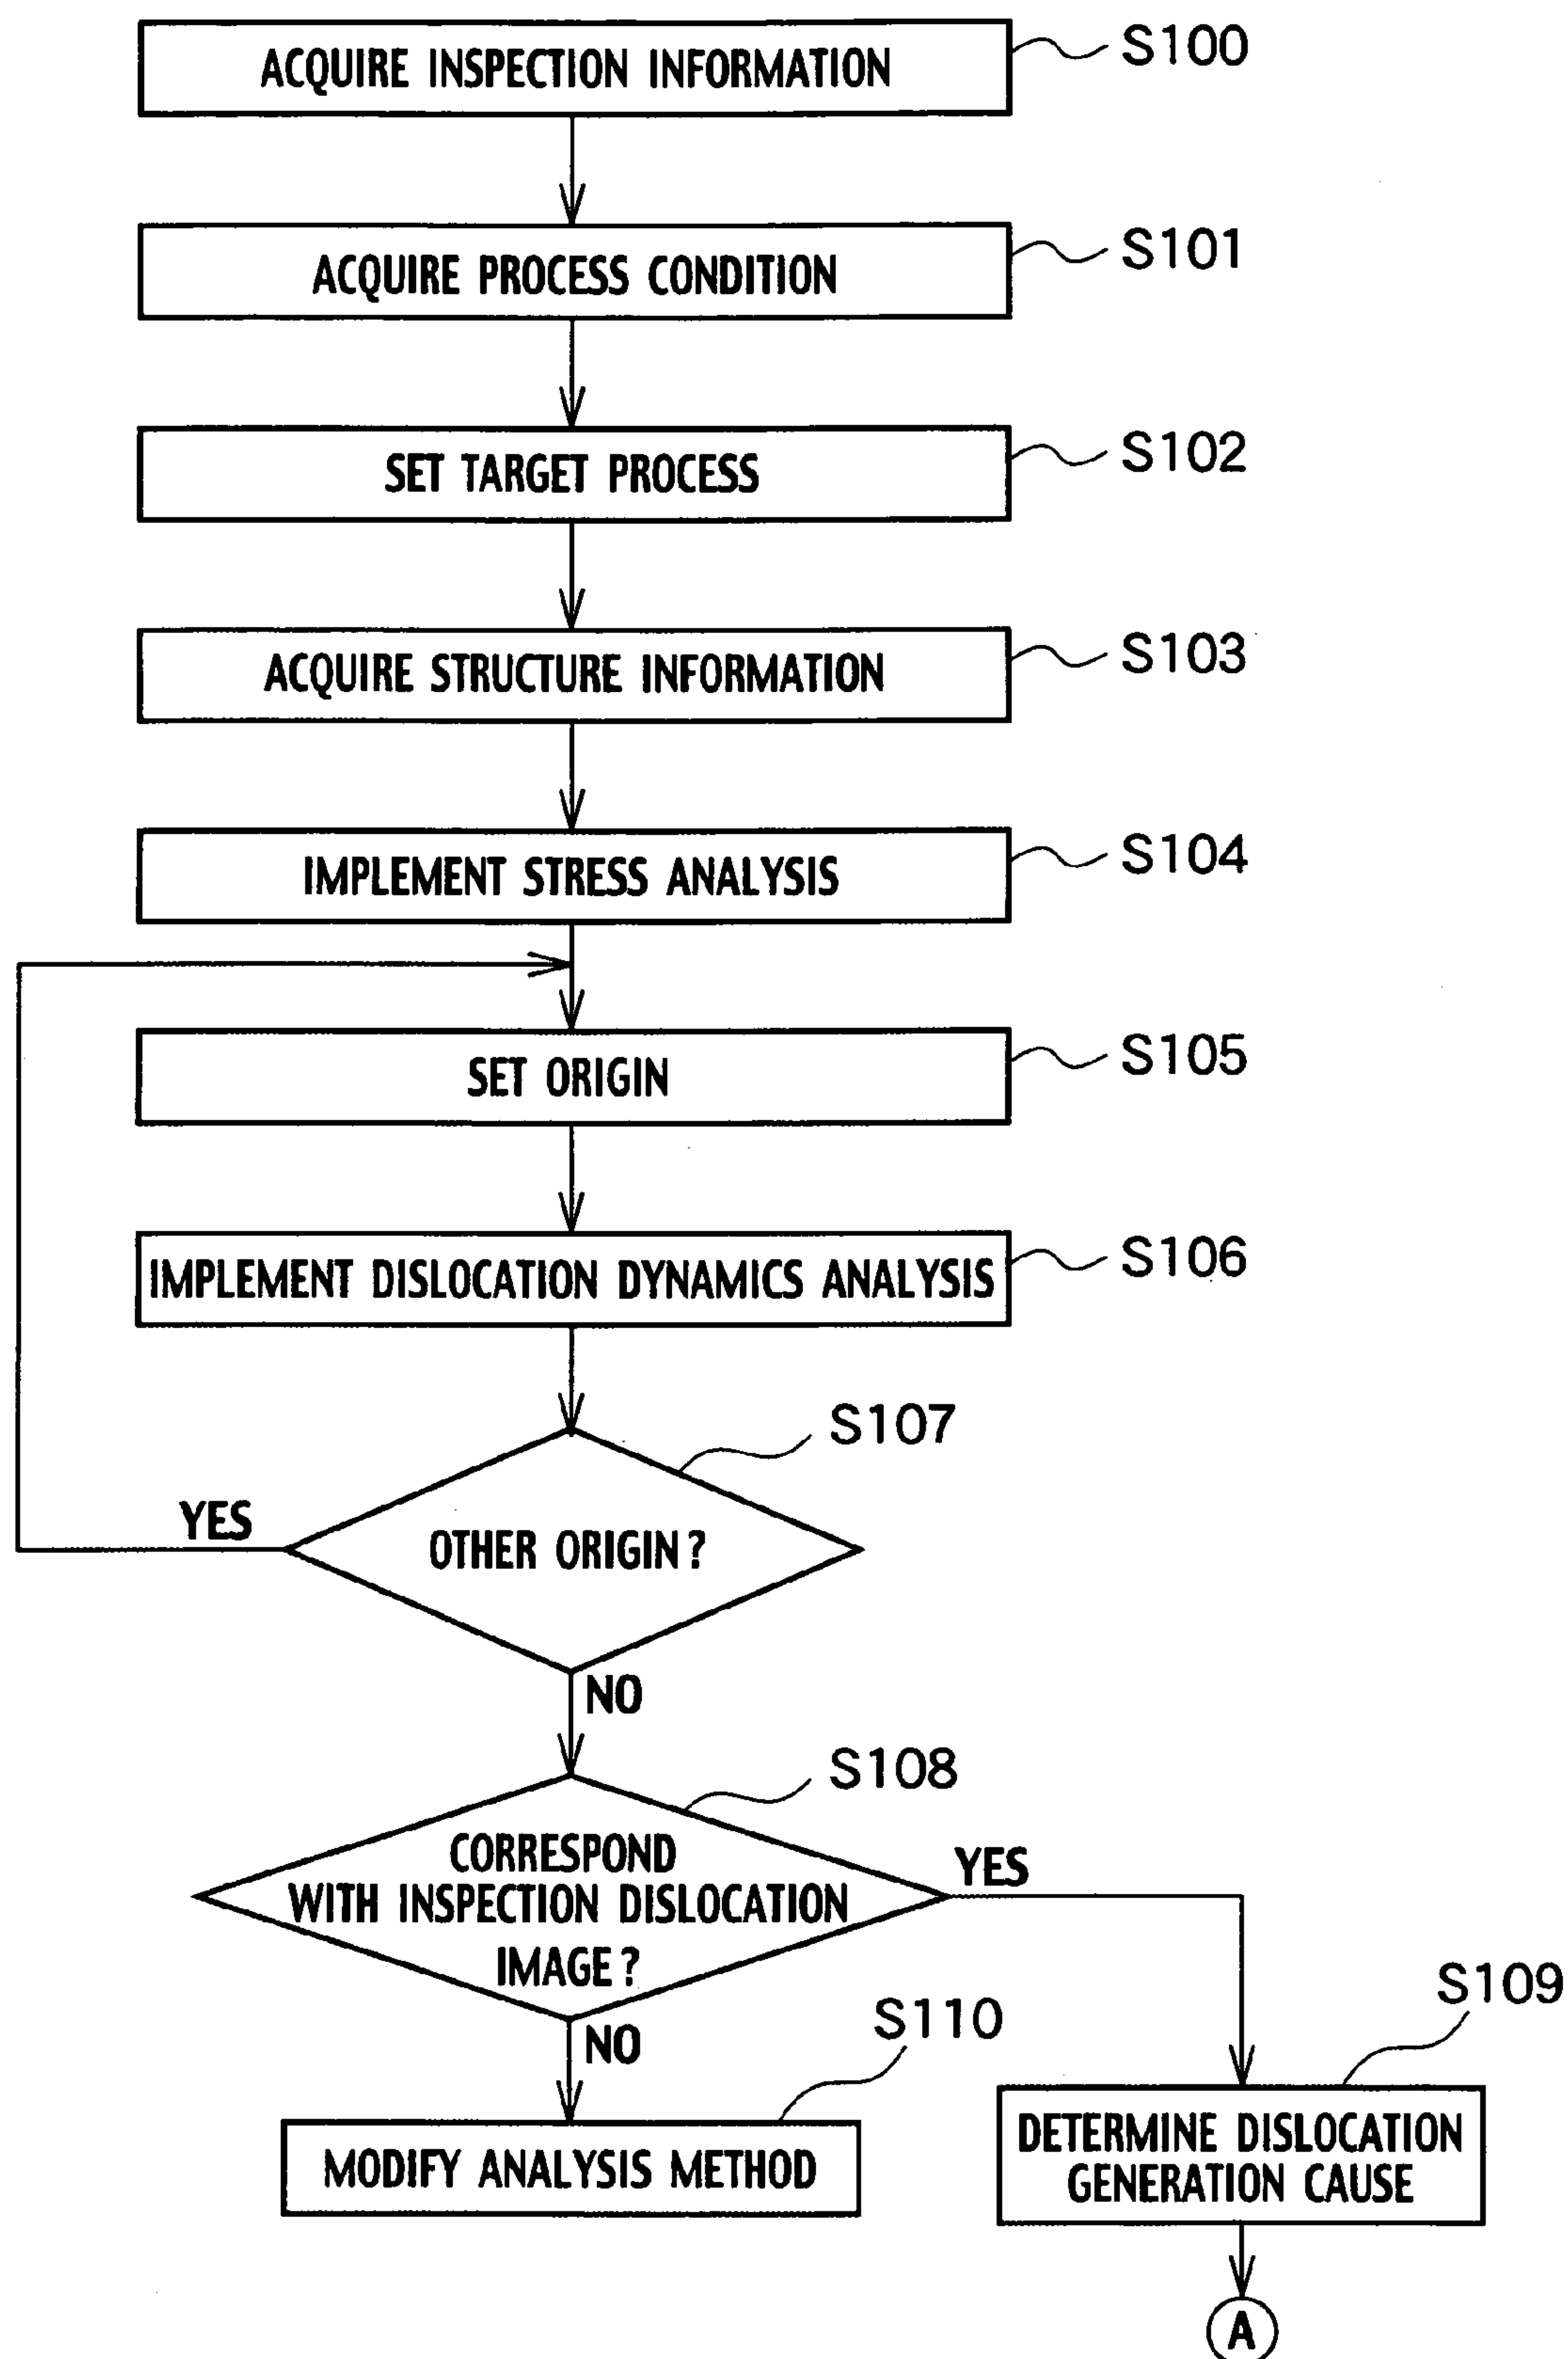 ACQUIRE INSPECTION INFORMATION
S100
ACQUIRE PROCESS CONDITION
S101
SET TARGET PROCESS
S102
ACQUIRE STRUCTURE INFORMATION
S103
IMPLEMENT STRESS ANALYSIS
S104
SET ORIGIN
S105
IMPLEMENT DISLOCATION DYNAMICS ANALYSIS
S106
S107
YES
OTHER ORIGIN?
NO
S108
CORRESPOND
WITH INSPECTION DISLOCATION
IMAGE?
YES
NO
S110
MODIFY ANALYSIS METHOD
S109
DETERMINE DISLOCATION
GENERATION CAUSE
A